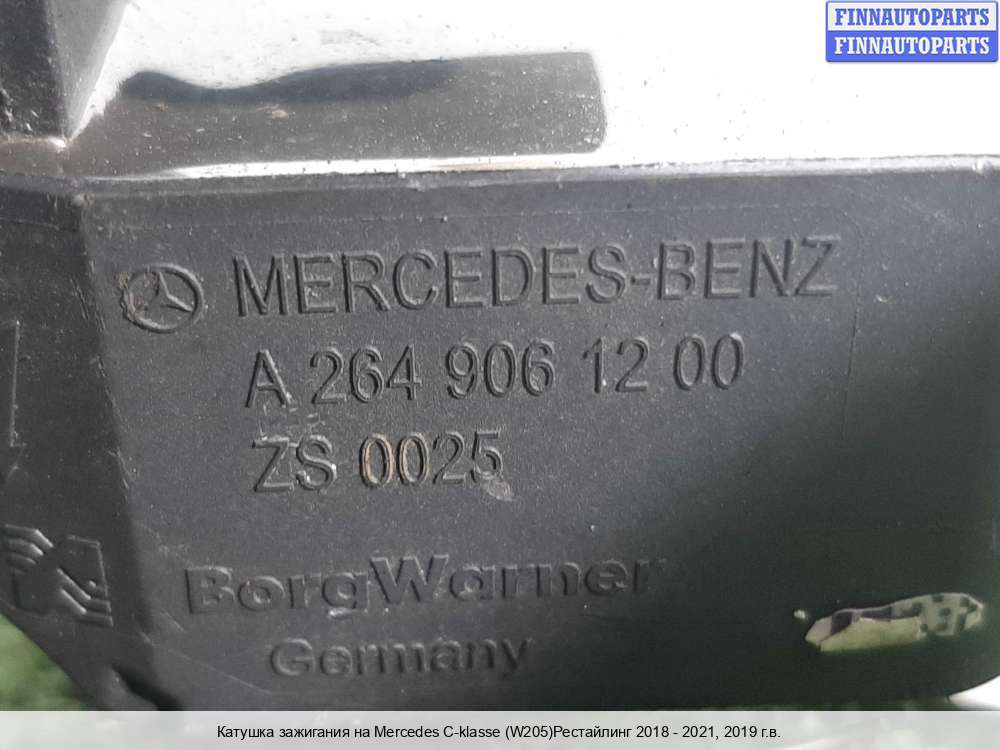 FINNAUTOPARTS
FINNAUTOPARTS
MERCEDES-BENZ
A 264 906 12 00
ZS 0025
BorgWarner
Germany
Катушка зажигания на Mercedes C-klasse (W205)Рестайлинг 2018 - 2021, 2019 г.в.